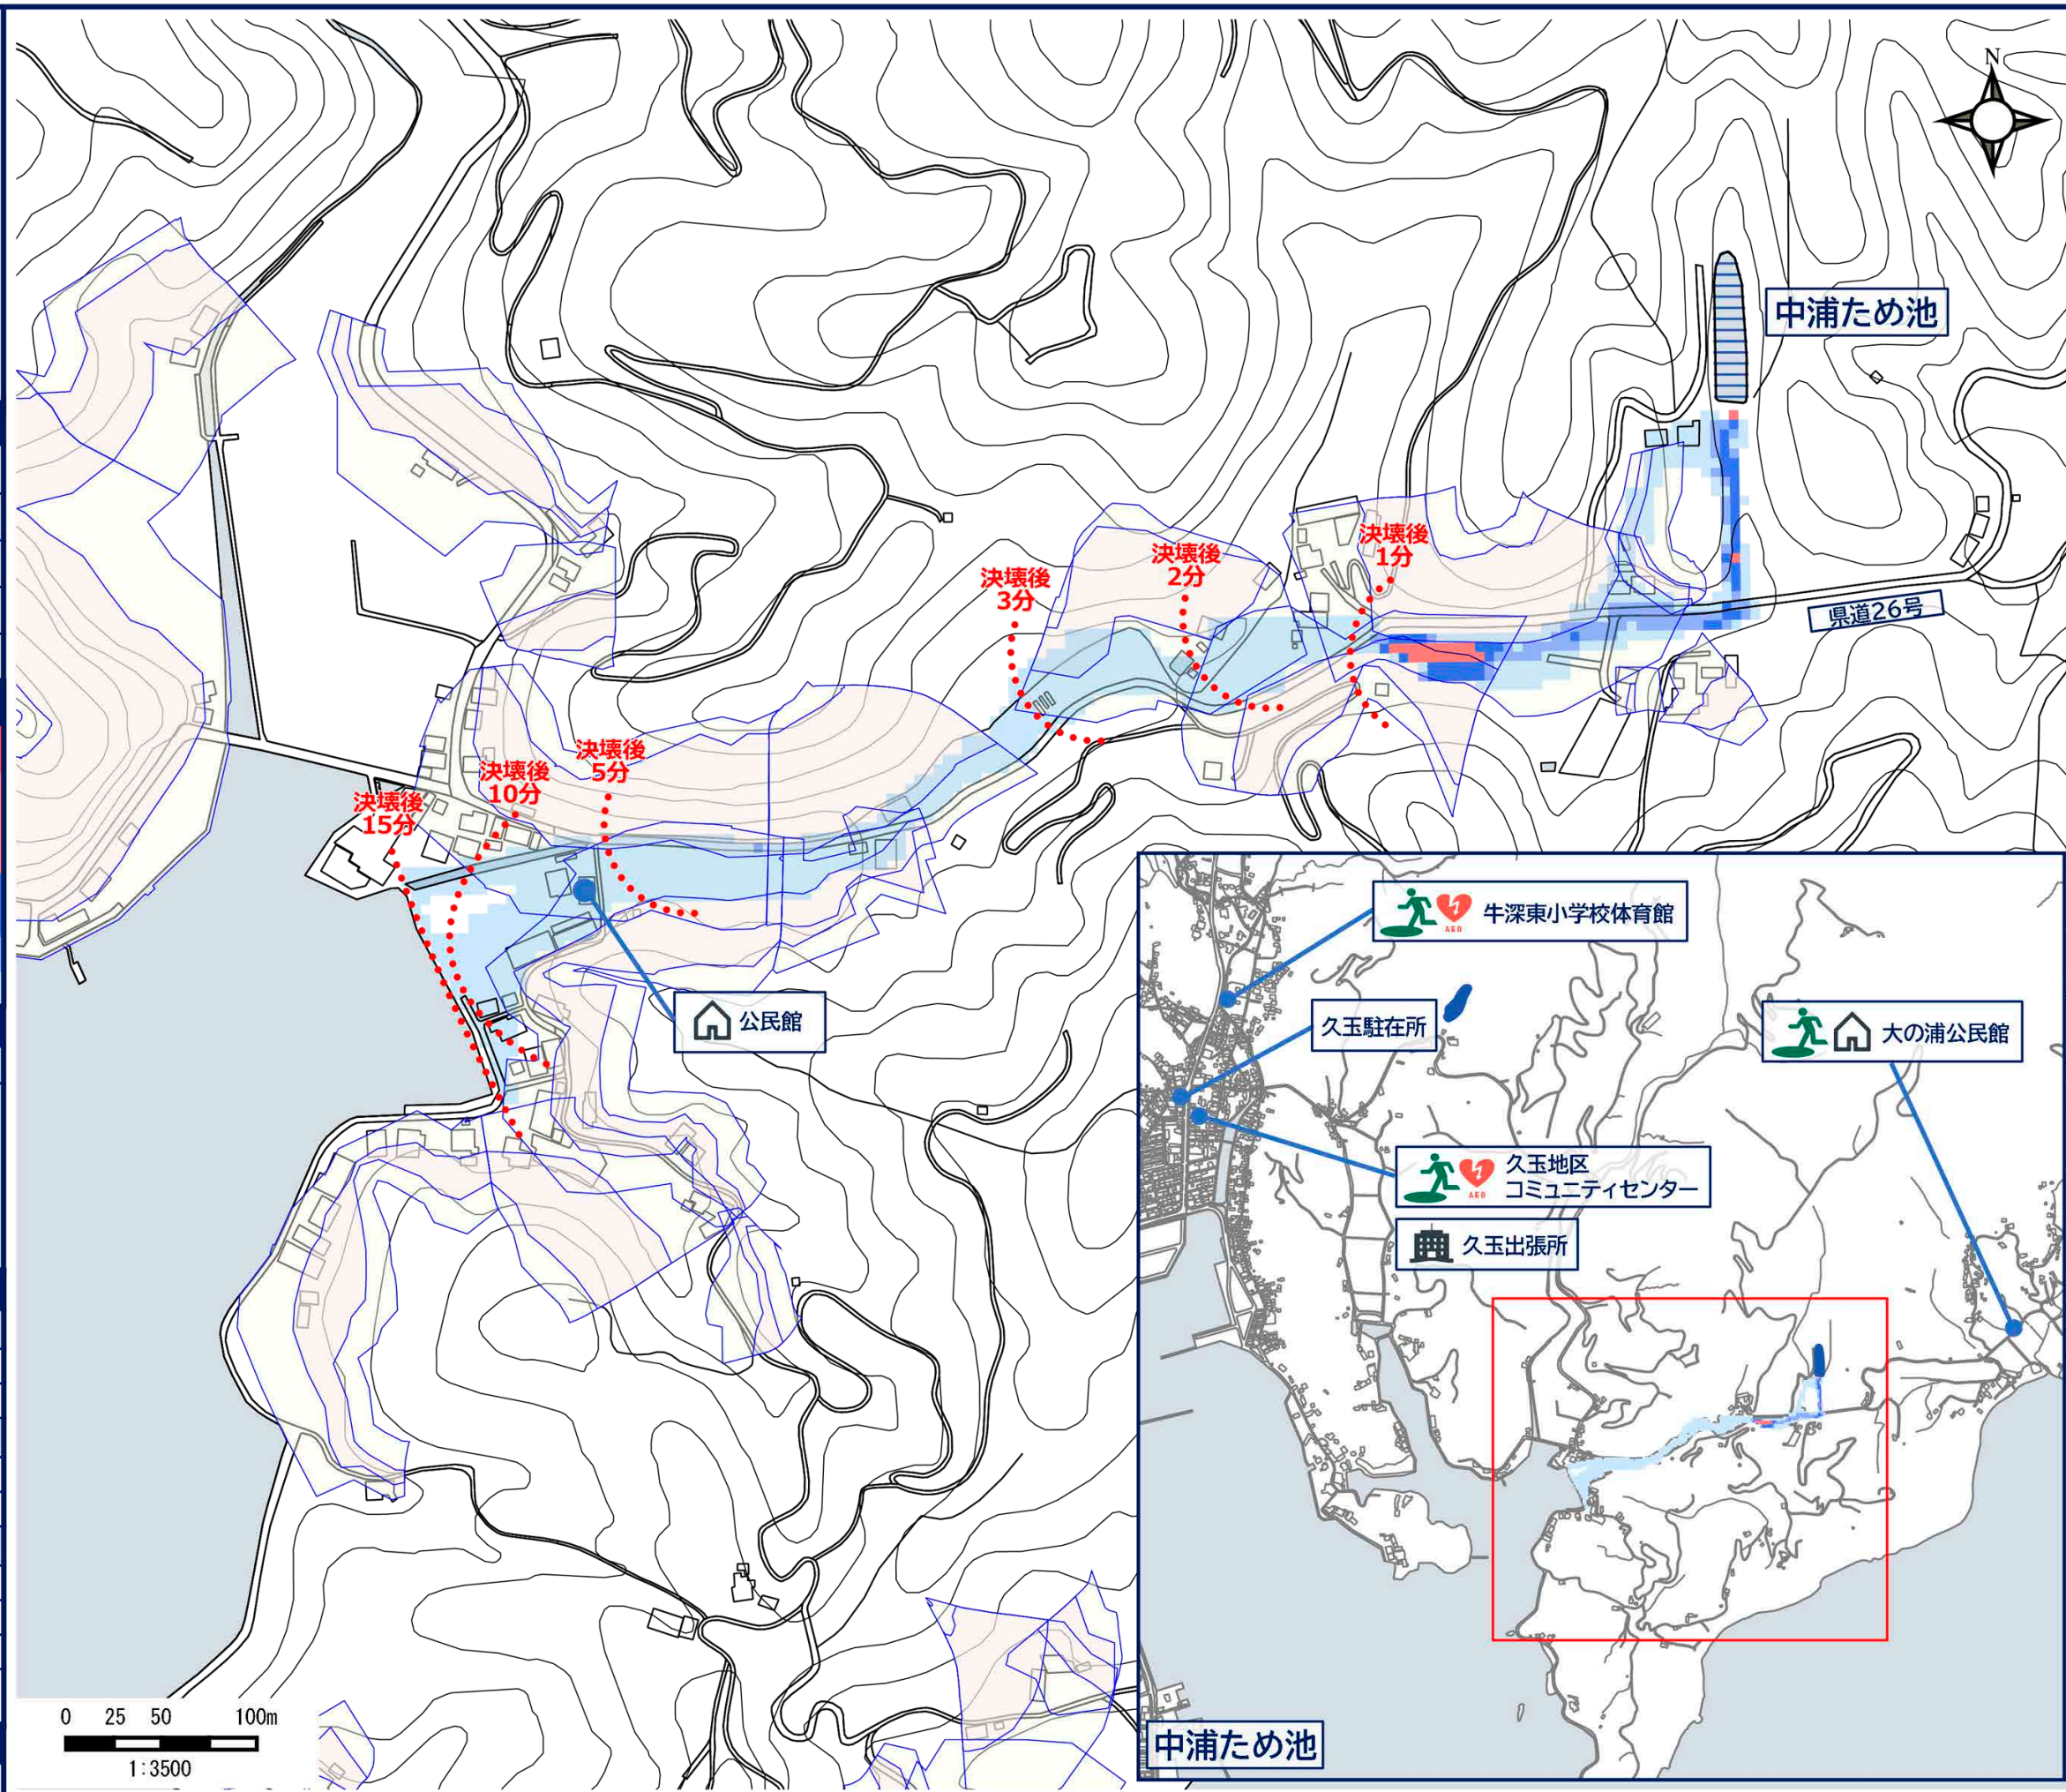 N
中浦ため池
県道26号
決壊後
1分
決壊後
2分
決壊後
3分
決壊後
5分
決壊後
10分
決壊後
15分
公民館
AED
牛深東小学校体育館
久玉駐在所
大の浦公民館
AED
久玉地区
コミュニティセンター
久玉出張所
中浦ため池
0 25 50 100m
1:3500